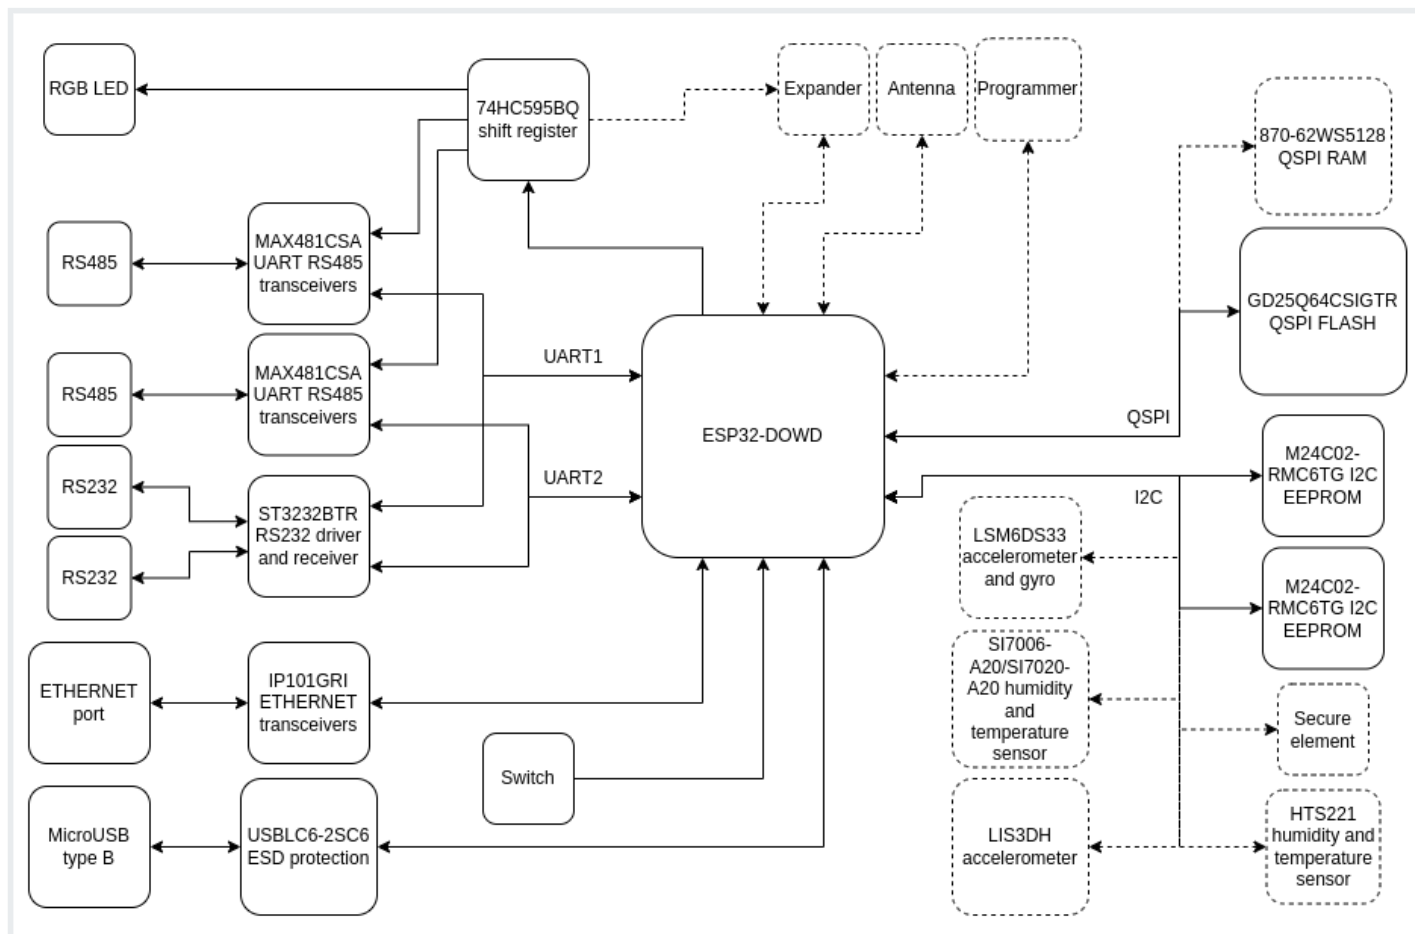 RGB LED
74HC595BQ
shift register
Expander
Antenna
Programmer
870-62WS5128
QSPI RAM
RS485
MAX481CSA
UART RS485
transceivers
GD25Q64CSIGTR
QSPI FLASH
RS485
MAX481CSA
UART RS485
transceivers
UART1
ESP32-DOWD
QSPI
M24C02-
RMC6TG I2C
EEPROM
RS232
RS232
ST3232BTR
RS232 driver
and receiver
UART2
I2C
LSM6DS33
accelerometer
and gyro
M24C02-
RMC6TG I2C
EEPROM
ETHERNET
port
IP101GRI
ETHERNET
transceivers
SI7006-
A20/SI7020-
A20 humidity
and
temperature
sensor
Secure
element
Switch
MicroUSB
type B
USBLC6-2SC6
ESD protection
LIS3DH
accelerometer
HTS221
humidity and
temperature
sensor